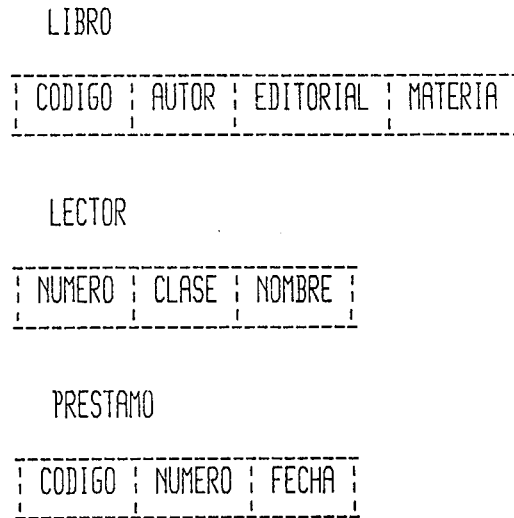 LIBRO
CODIGO AUTOR EDITORIAL MATERIA
LECTOR
NUMERO CLASE NOMBRE
PRESTAMO
CODIGO NUMERO FECHA